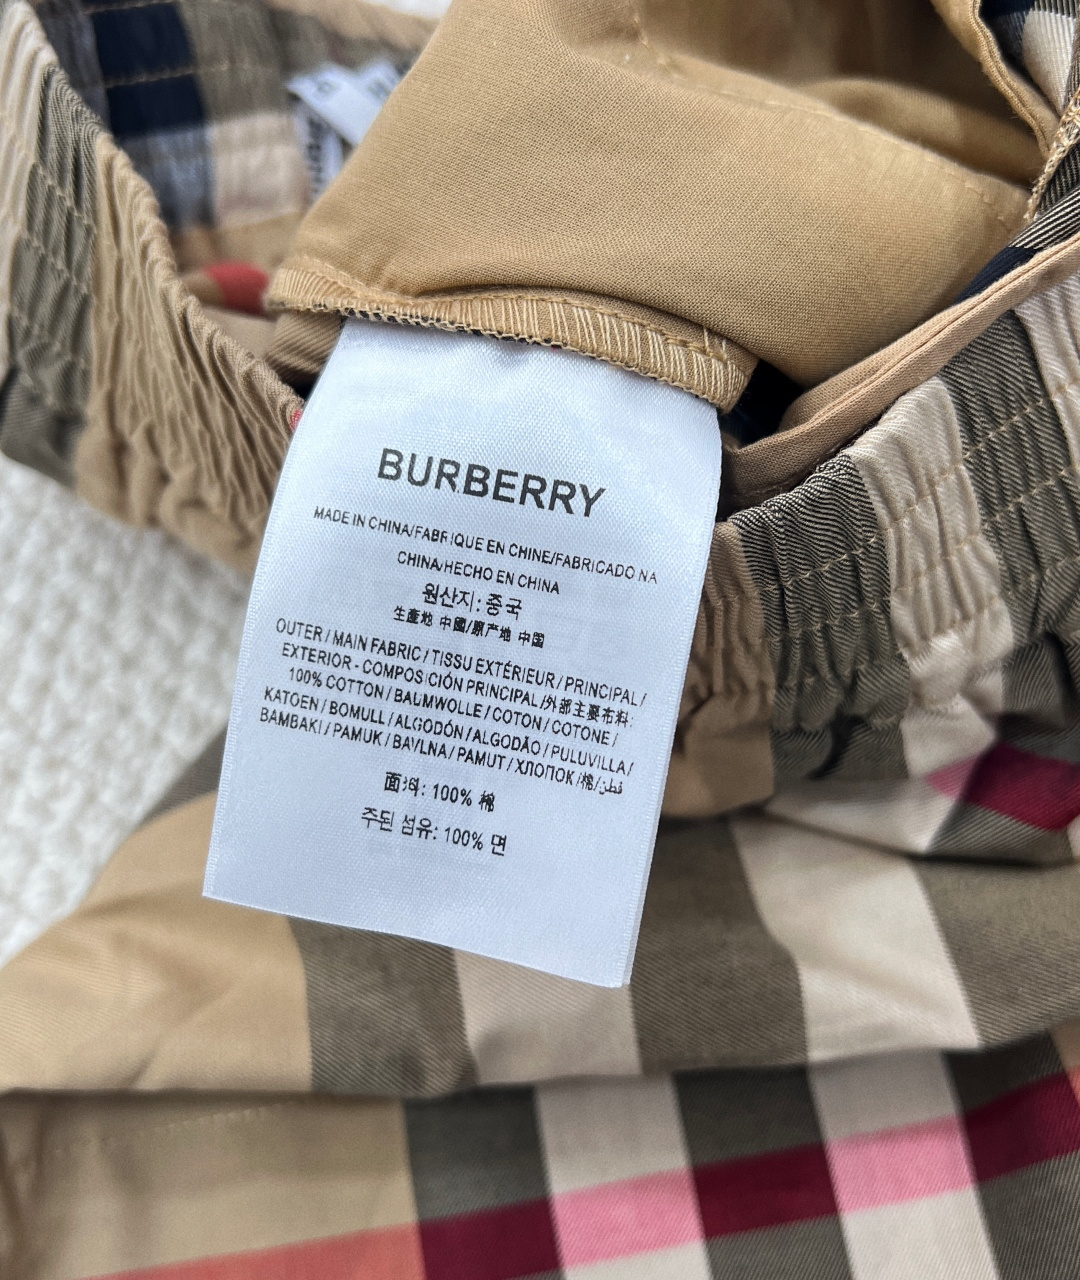 BURBERRY
MADE IN CHINA/FABRIQUE EN CHINE/FABRICADO NA
CHINA/HECHO EN CHINA
원산지: 중국
生產地 中國/原产地 中国
OUTER / MAIN FABRIC / TISSU EXTÉRIEUR / PRINCIPAL /
EXTERIOR - COMPOSICIÓN PRINCIPAL /外部主要布料:
100% COTTON / BAUMWOLLE / COTON / COTONE /
KATOEN / BOMULL / ALGODÓN / ALGODÃO / PULUVILLA /
BAMBAKI / PAMUK / BAVLNA / PAMUT / ХЛОПОК /棉/قطن
面料: 100% 棉
주된 섬유: 100% 면